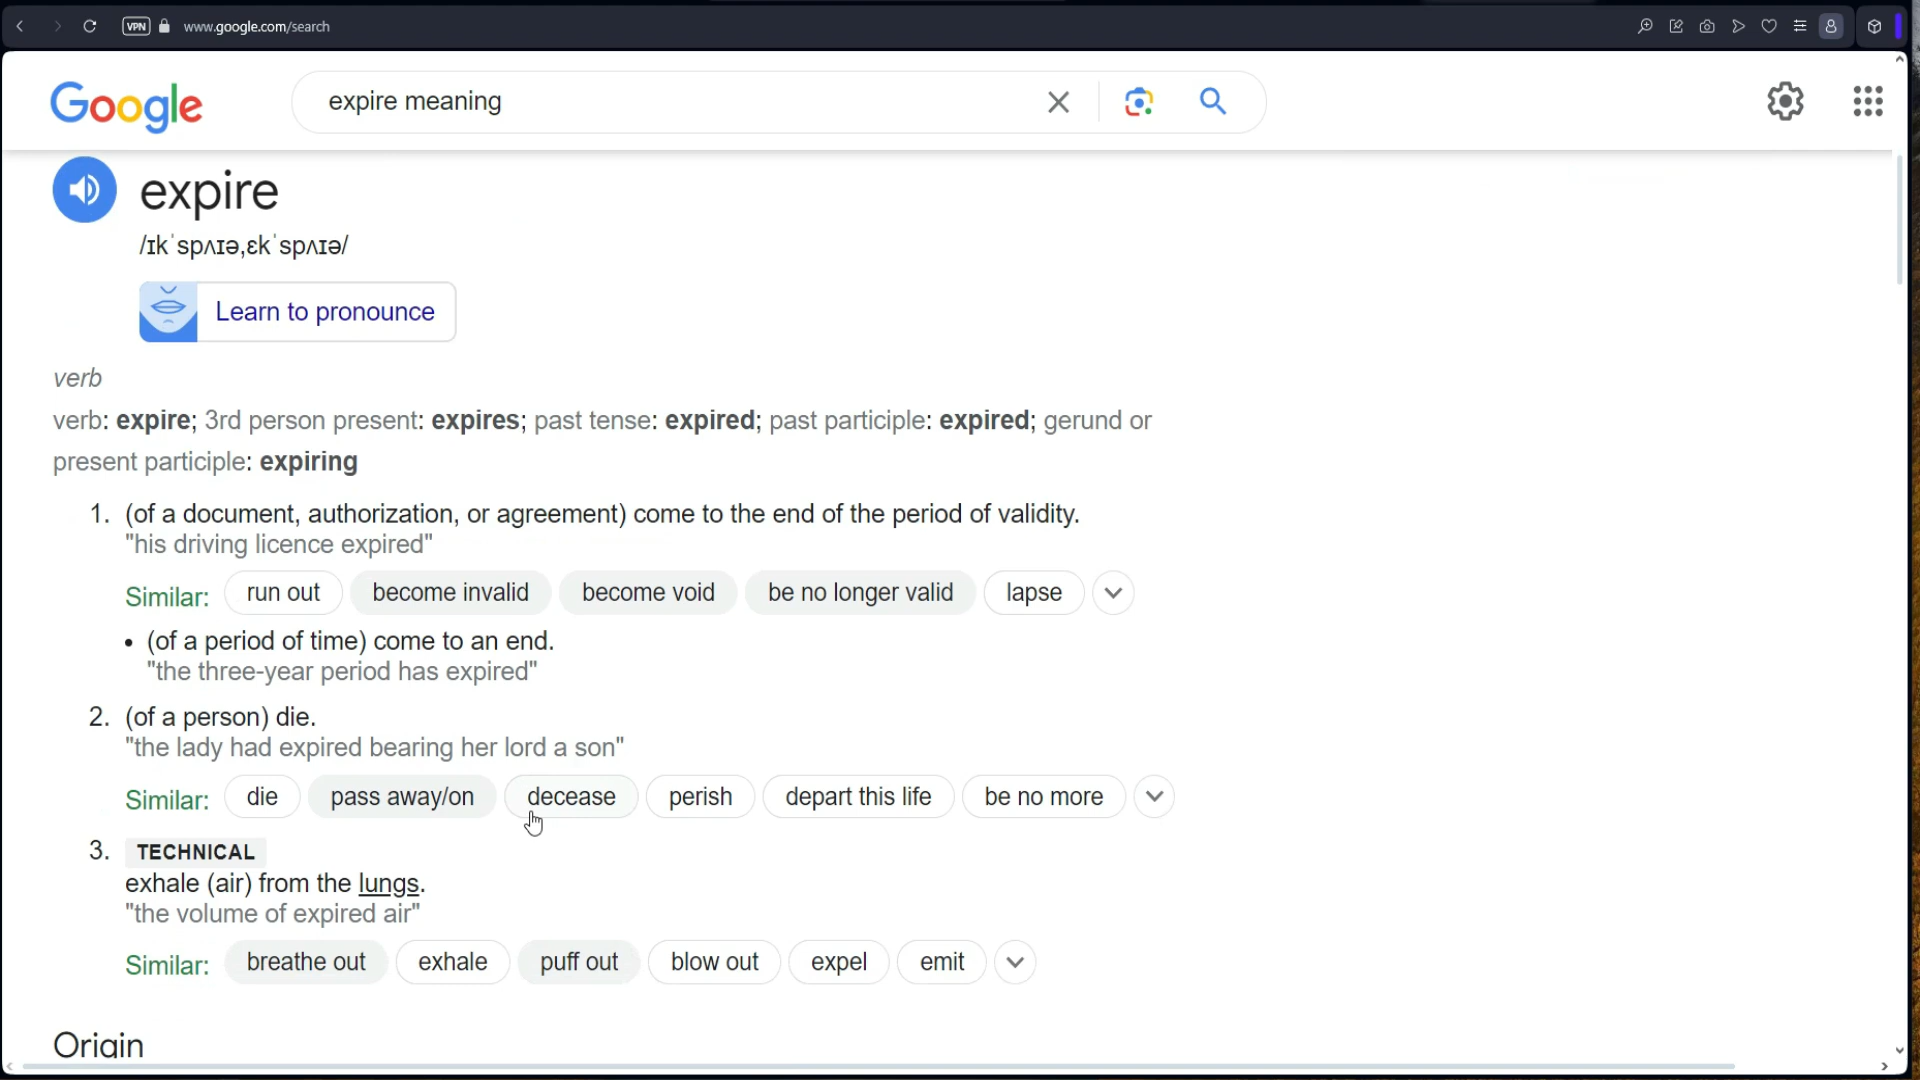 VPN www.google.com/search
Google expire meaning
expire
/ɪkˈspʌɪə,ɛkˈspʌɪə/
Learn to pronounce
verb
verb: expire; 3rd person present: expires; past tense: expired; past participle: expired; gerund or
present participle: expiring
1. (of a document, authorization, or agreement) come to the end of the period of validity.
"his driving licence expired"
Similar: run out become invalid become void be no longer valid lapse
• (of a period of time) come to an end.
"the three-year period has expired"
2. (of a person) die.
"the lady had expired bearing her lord a son"
Similar: die pass away/on decease perish depart this life be no more
3. TECHNICAL
exhale (air) from the lungs.
"the volume of expired air"
Similar: breathe out exhale puff out blow out expel emit
Origin